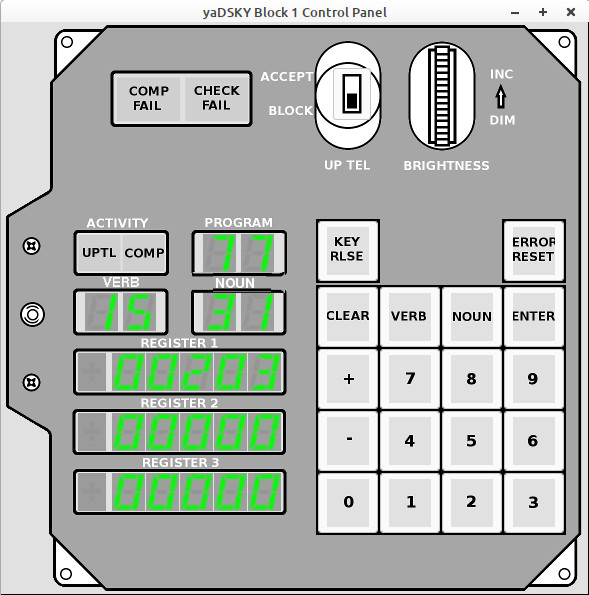 yaDSKY Block 1 Control Panel
COMP
FAIL
CHECK
FAIL
ACCEPT
BLOCK
UP TEL
BRIGHTNESS
INC
DIM
ACTIVITY
UPTL
COMP
PROGRAM
77
VERB
15
NOUN
31
REGISTER 1
00203
REGISTER 2
00000
REGISTER 3
00000
KEY
RLSE
ERROR
RESET
CLEAR VERB NOUN ENTER
+ 7 8 9
- 4 5 6
0 1 2 3